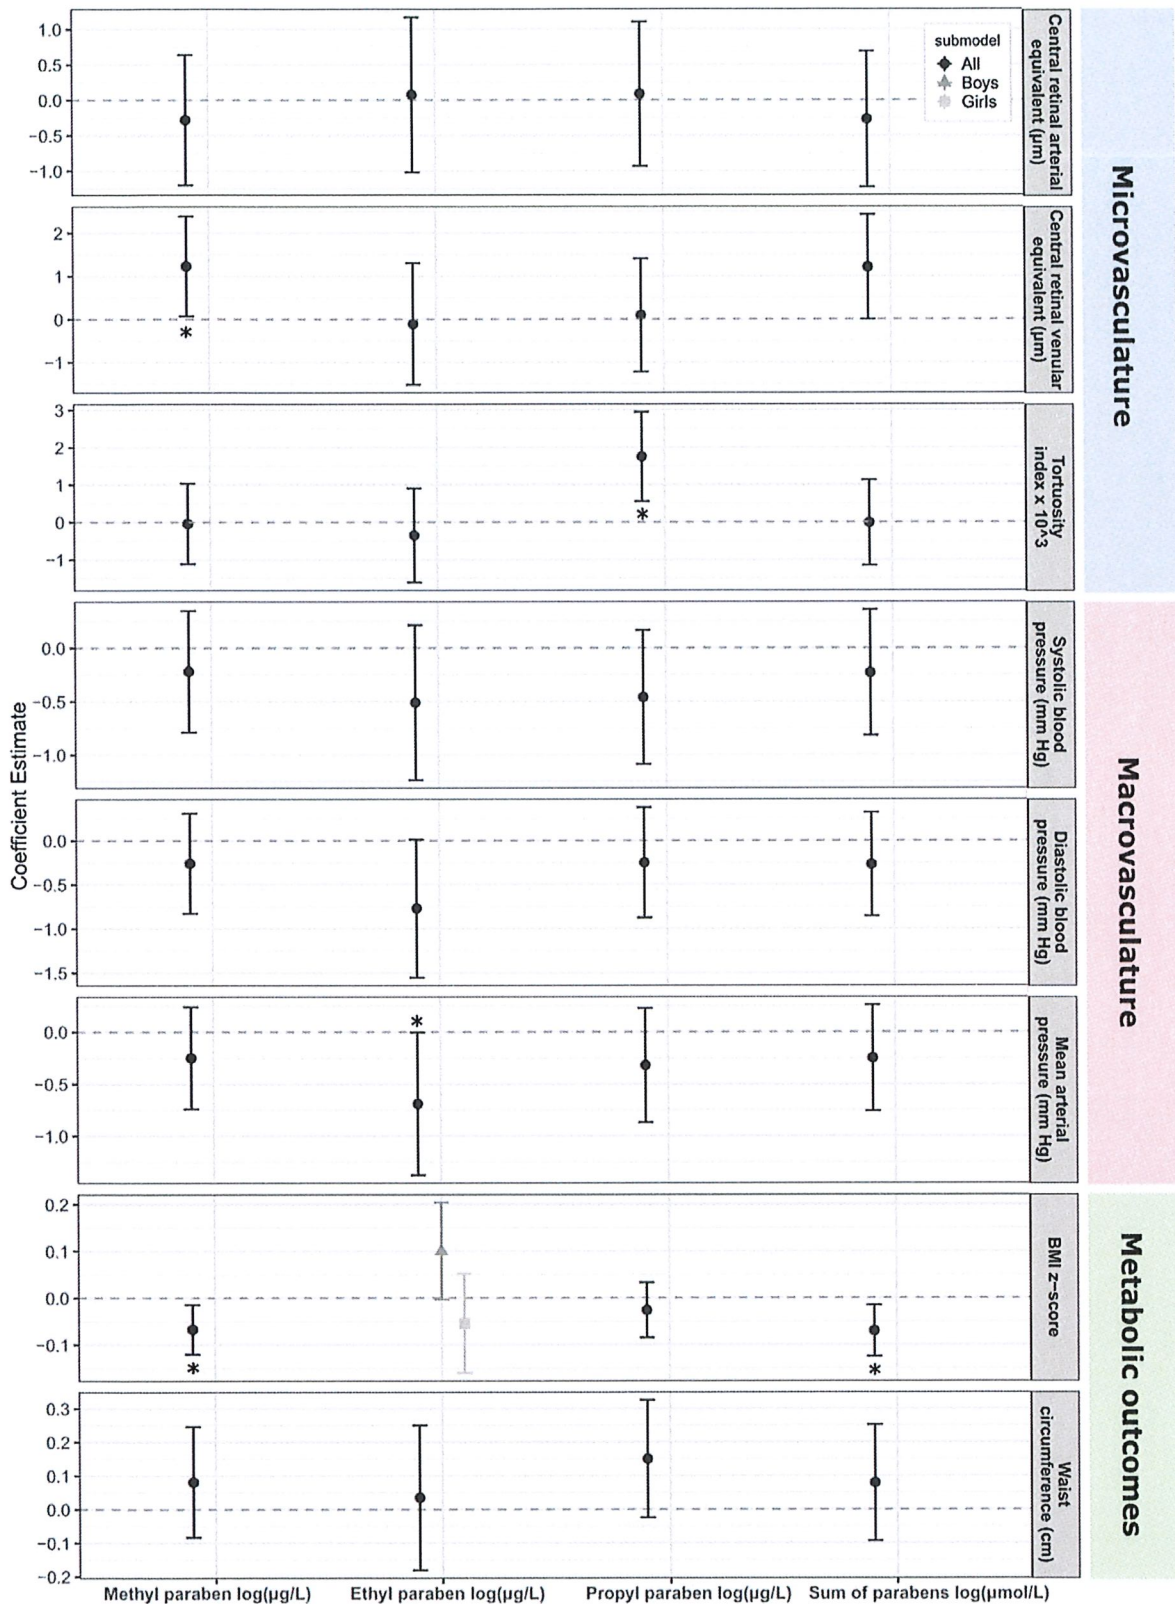 1.0
0.5
0.0
−0.5
−1.0
submodel
All
Boys
Girls
Central retinal arterial
equivalent (μm)
2
1
0
−1
*
Central retinal venular
equivalent (μm)
Microvasculature
3
2
1
0
−1
*
Tortuosity
index x 10^3
Coefficient Estimate
0.0
−0.5
−1.0
Systolic blood
pressure (mm Hg)
0.0
−0.5
−1.0
−1.5
Diastolic blood
pressure (mm Hg)
Macrovasculature
0.0
−0.5
−1.0
*
Mean arterial
pressure (mm Hg)
0.2
0.1
0.0
−0.1
*
*
BMI z−score
Metabolic outcomes
0.3
0.2
0.1
0.0
−0.1
−0.2
Waist
circumference (cm)
Methyl paraben log(μg/L)
Ethyl paraben log(μg/L)
Propyl paraben log(μg/L)
Sum of parabens log(μmol/L)